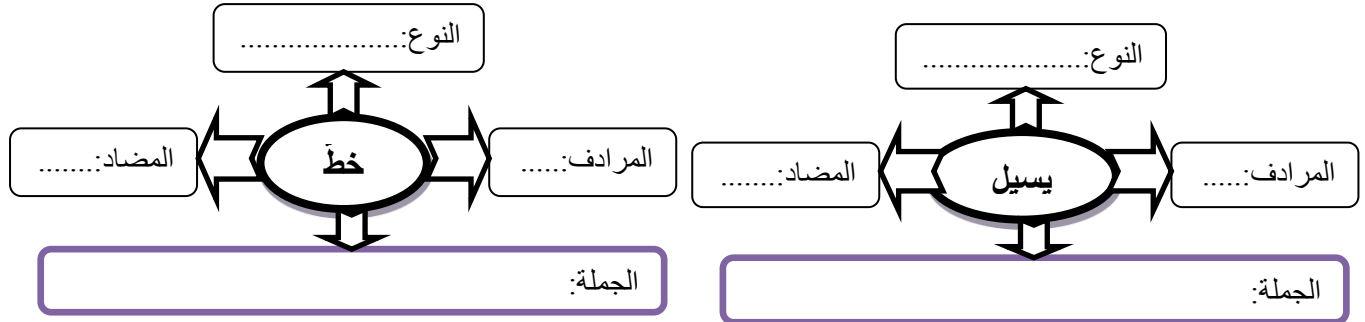 النوع:....................
المرادف:.....
يسيل
المضاد:.......
الجملة:
النوع:....................
المرادف:......
خطّ
المضاد:.......
الجملة: